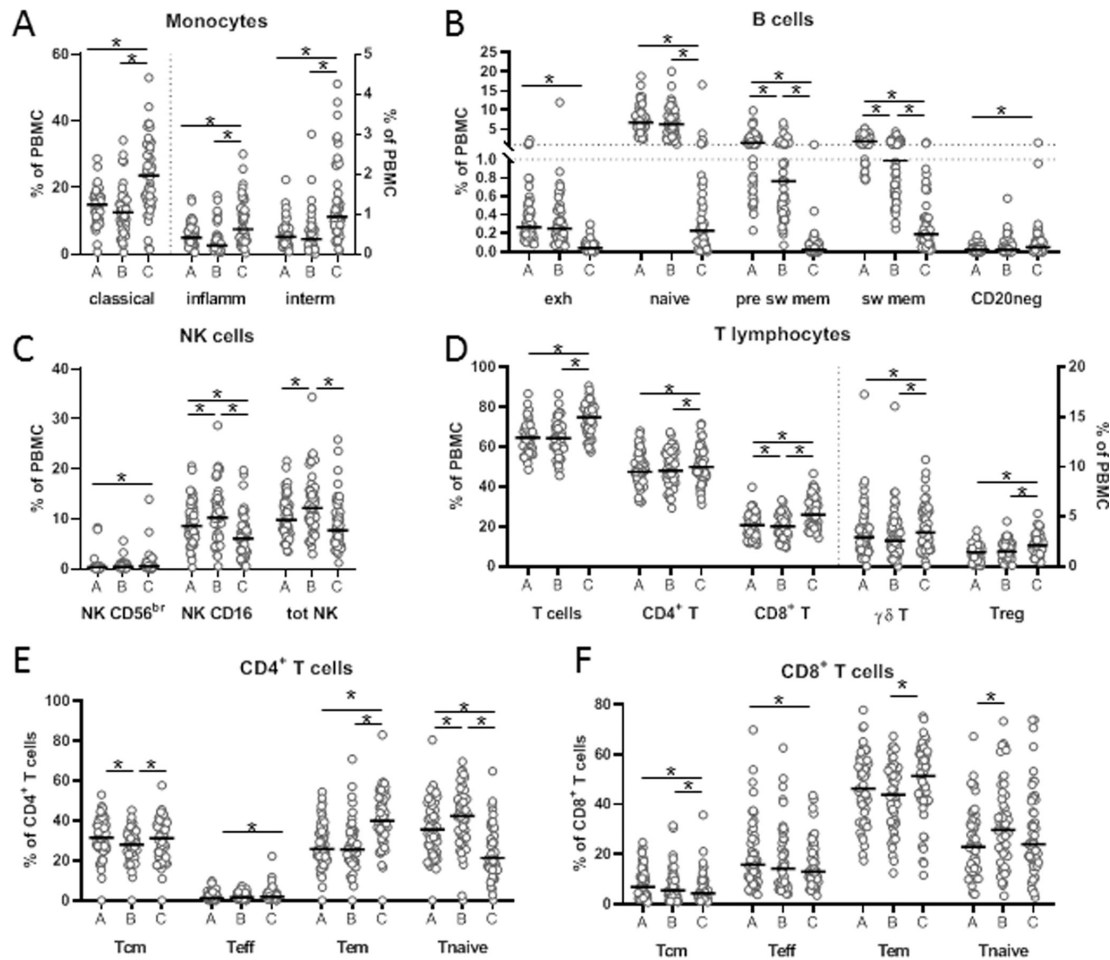 A
Monocytes
60
40
20
0
% of PBMC
5
4
3
2
1
0
% of PBMC
* * * * * *
A B C A B C A B C
classical inflamm interm
B
B cells
25
20
15
10
5
1.0
0.8
0.6
0.4
0.2
0.0
% of PBMC
* * * * * * * * * *
A B C A B C A B C A B C A B C
exh naive pre sw mem sw mem CD20neg
C
NK cells
40
30
20
10
0
% of PBMC
* * * * * *
A B C A B C A B C
NK CD56br NK CD16 tot NK
D
T lymphocytes
100
80
60
40
20
0
% of PBMC
20
15
10
5
0
% of PBMC
* * * * * * * * * * *
A B C A B C A B C A B C A B C
T cells CD4+ T CD8+ T γδ T Treg
E
CD4+ T cells
100
80
60
40
20
0
% of CD4+ T cells
* * * * * * * *
A B C A B C A B C A B C
Tcm Teff Tem Tnaive
F
CD8+ T cells
80
60
40
20
0
% of CD8+ T cells
* * * * *
A B C A B C A B C A B C
Tcm Teff Tem Tnaive